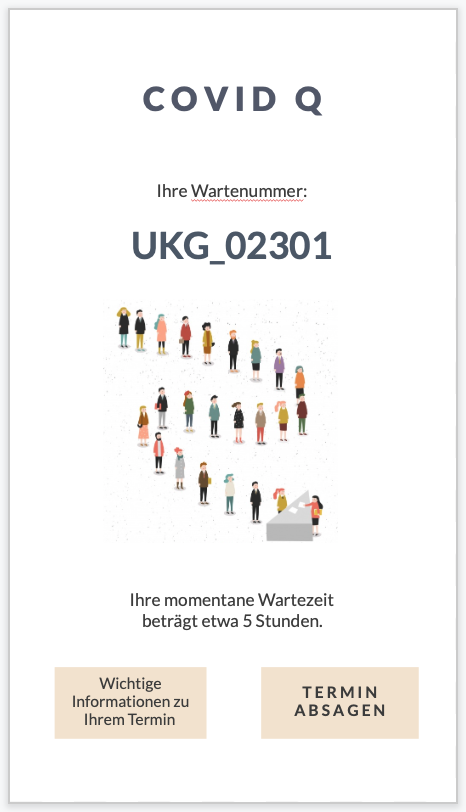 COVID Q
Ihre Wartenummer:
UKG_02301
Ihre momentane Wartezeit
beträgt etwa 5 Stunden.
Wichtige
Informationen zu
Ihrem Termin
TERMIN
ABSAGEN